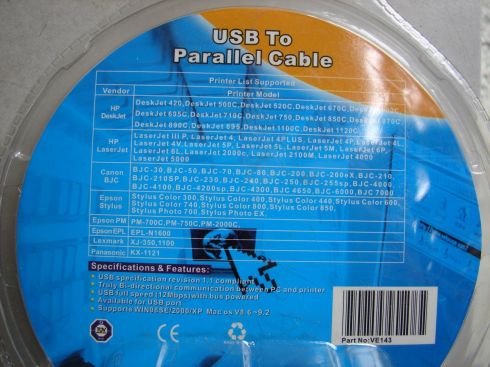 USB To
Parallel Cable
Printer List Supported
Vendor Printer Model
HP DeskJet
DeskJet 420, DeskJet 500C, DeskJet 520C, DeskJet 670C,
DeskJet 695C, DeskJet 710C, DeskJet 750, DeskJet 850C,
DeskJet 890C, DeskJet 895, DeskJet 1100C, DeskJet 1120C
HP LaserJet
LaserJet III P, LaserJet 4, LaserJet 4PLUS, LaserJet 4P, LaserJet 4L,
LaserJet 4V, LaserJet 5P, LaserJet 5L, LaserJet 5M, LaserJet 6P,
LaserJet 6L, LaserJet 2000c, LaserJet 2100M, LaserJet 4000
LaserJet 5000
Canon BJC
BJC-30, BJC-50, BJC-70, BJC-80, BJC-200, BJC-200eX, BJC-210,
BJC-210SP, BJC-230, BJC-240, BJC-250, BJC-255sp, BJC-4000,
BJC-4100, BJC-4200sp, BJC-4300, BJC 4650, BJC-6000, BJC 7000
Epson Stylus
Stylus Color 300, Stylus Color 400, Stylus Color 440, Stylus Color 600,
Stylus Color 740, Stylus Color 800, Stylus Color 850,
Stylus Photo 700, Stylus Photo EX.
Epson PM PM-700C, PM-750C, PM-2000C.
Epson EPL EPL-N1600
Lexmark XJ-350, 1100
Panasonic KX-1121
Specifications & Features:
USB specification revision 1.1 compliant
Truly Bi-directional communication between PC and printer
USB full speed (12Mbps) with bus powered
Available for USB port
Supports WIN98SE/2000/XP Mac os V8.6~9.2
CE
Part No:VE143